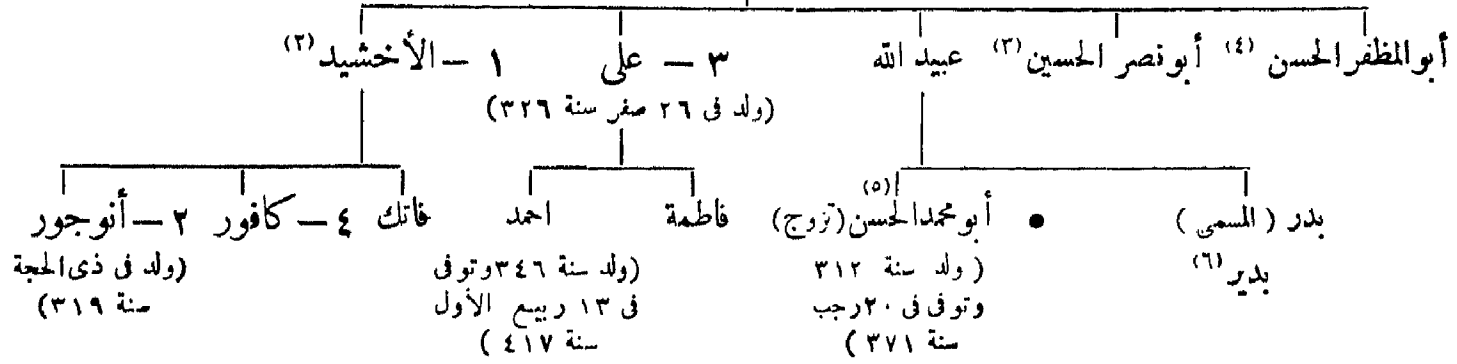 أبو المظفر الحسن (٤) أبو نصر الحسين (٣) عبيد الله ٣ – على ١ – الأخشيد (٢)
(ولد فى ٢٦ صفر سنة ٣٢٦)
(٥)
بدر (المسمى) • أبو محمد الحسن (تزوج) فاطمة احمد فاتك ٤ – كافور ٢ – أنوجور
بدير (٦) (ولد سنة ٣١٢ (ولد سنة ٣٤٦ وتوفى (ولد فى ذى الحجة
وتوفى فى ٢٠ رجب فى ١٣ ربيع الأول سنة ٣١٩)
سنة ٣٧١) سنة ٤١٧)